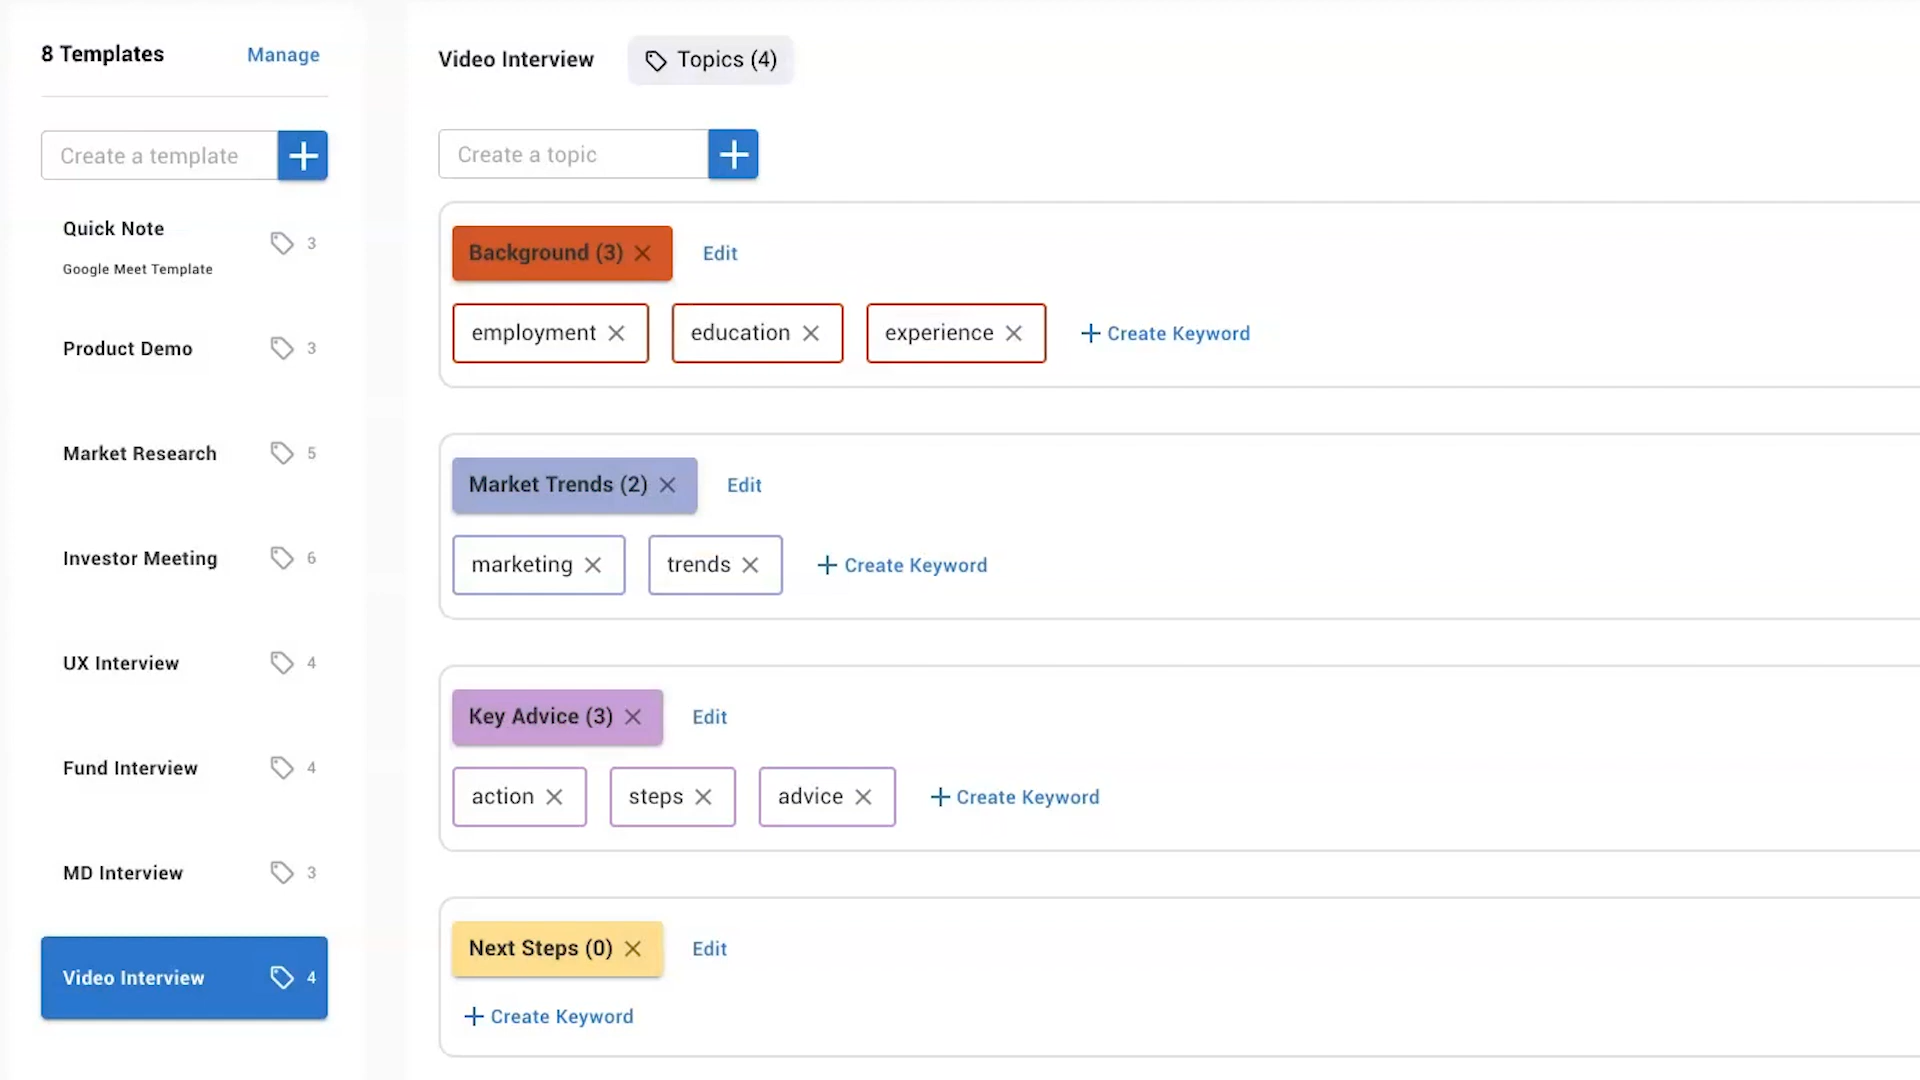 8 Templates
Manage
Create a template
Quick Note
3
Google Meet Template
Product Demo
3
Market Research
5
Investor Meeting
6
UX Interview
4
Fund Interview
4
MD Interview
3
Video Interview
4
Video Interview
Topics (4)
Create a topic
Background (3)
Edit
employment
education
experience
Create Keyword
Market Trends (2)
Edit
marketing
trends
Create Keyword
Key Advice (3)
Edit
action
steps
advice
Create Keyword
Next Steps (0)
Edit
Create Keyword